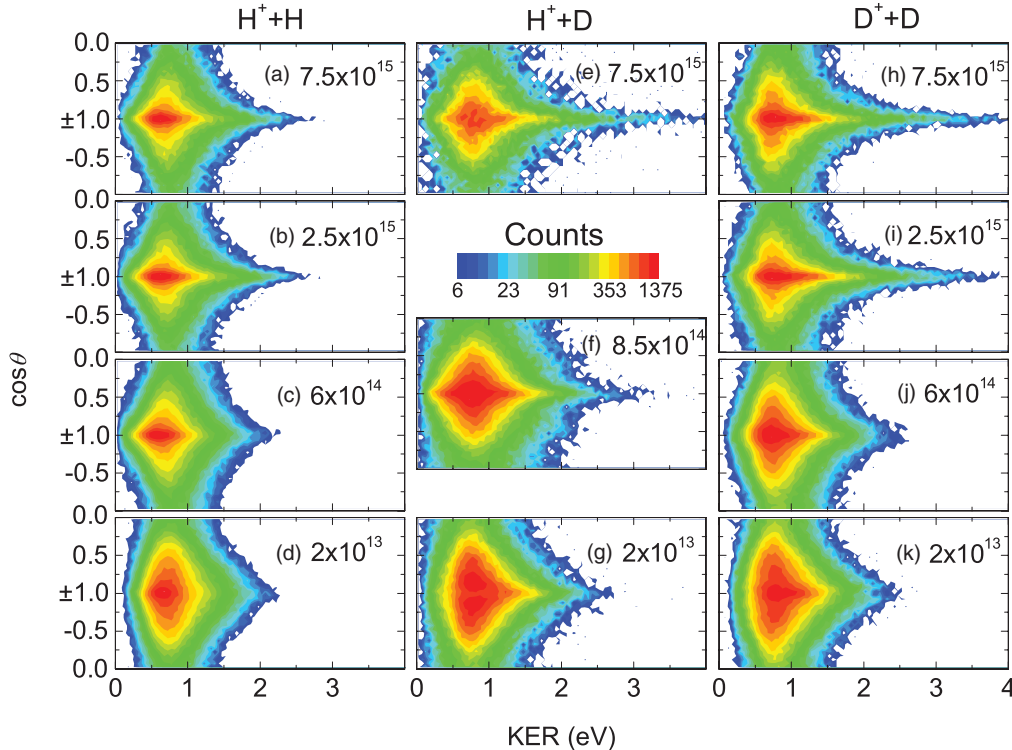 H⁺+H H⁺+D D⁺+D
0.0
0.5
±1.0
-0.5
0.0
(a) 7.5x10¹⁵
(e) 7.5x10¹⁵
(h) 7.5x10¹⁵
0.5
±1.0
-0.5
0.0
(b) 2.5x10¹⁵
Counts
6 23 91 353 1375
(i) 2.5x10¹⁵
cosθ
0.5
±1.0
-0.5
0.0
(c) 6x10¹⁴
(f) 8.5x10¹⁴
(j) 6x10¹⁴
0.5
±1.0
-0.5
0.0
(d) 2x10¹³
(g) 2x10¹³
(k) 2x10¹³
0 1 2 3 0 1 2 3 0 1 2 3 4
KER (eV)